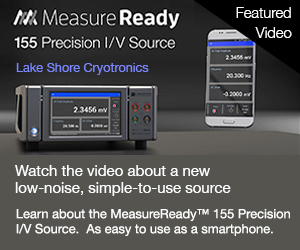 MeasureReady
Featured
Video
155 Precision I/V Source
Lake Shore Cryotronics
2.3456 mV
20.300 Hz
-0.2000 mV
2.3456 mV
Watch the video about a new
low-noise, simple-to-use source
Learn about the MeasureReady™ 155 Precision
I/V Source.  As easy to use as a smartphone.